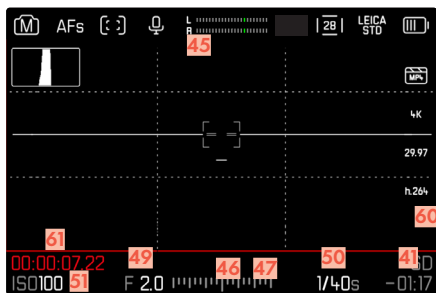 M AFs L R |28| LEICA STD
45
MP4
4K
29.97
h.264
61 60
49 46 47 50 41
00:00:07.22 SD
ISO100 51 F 2.0 1/40s -01:17